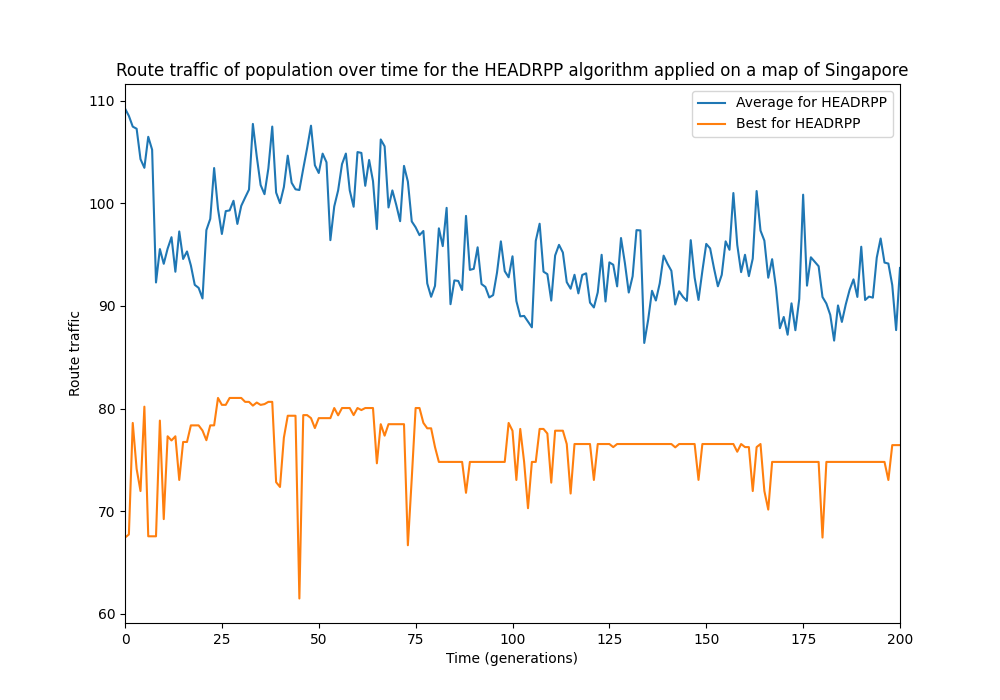 Route traffic of population over time for the HEADRPP algorithm applied on a map of Singapore
Average for HEADRPP
Best for HEADRPP
Route traffic
110
100
90
80
70
60
0 25 50 75 100 125 150 175 200
Time (generations)